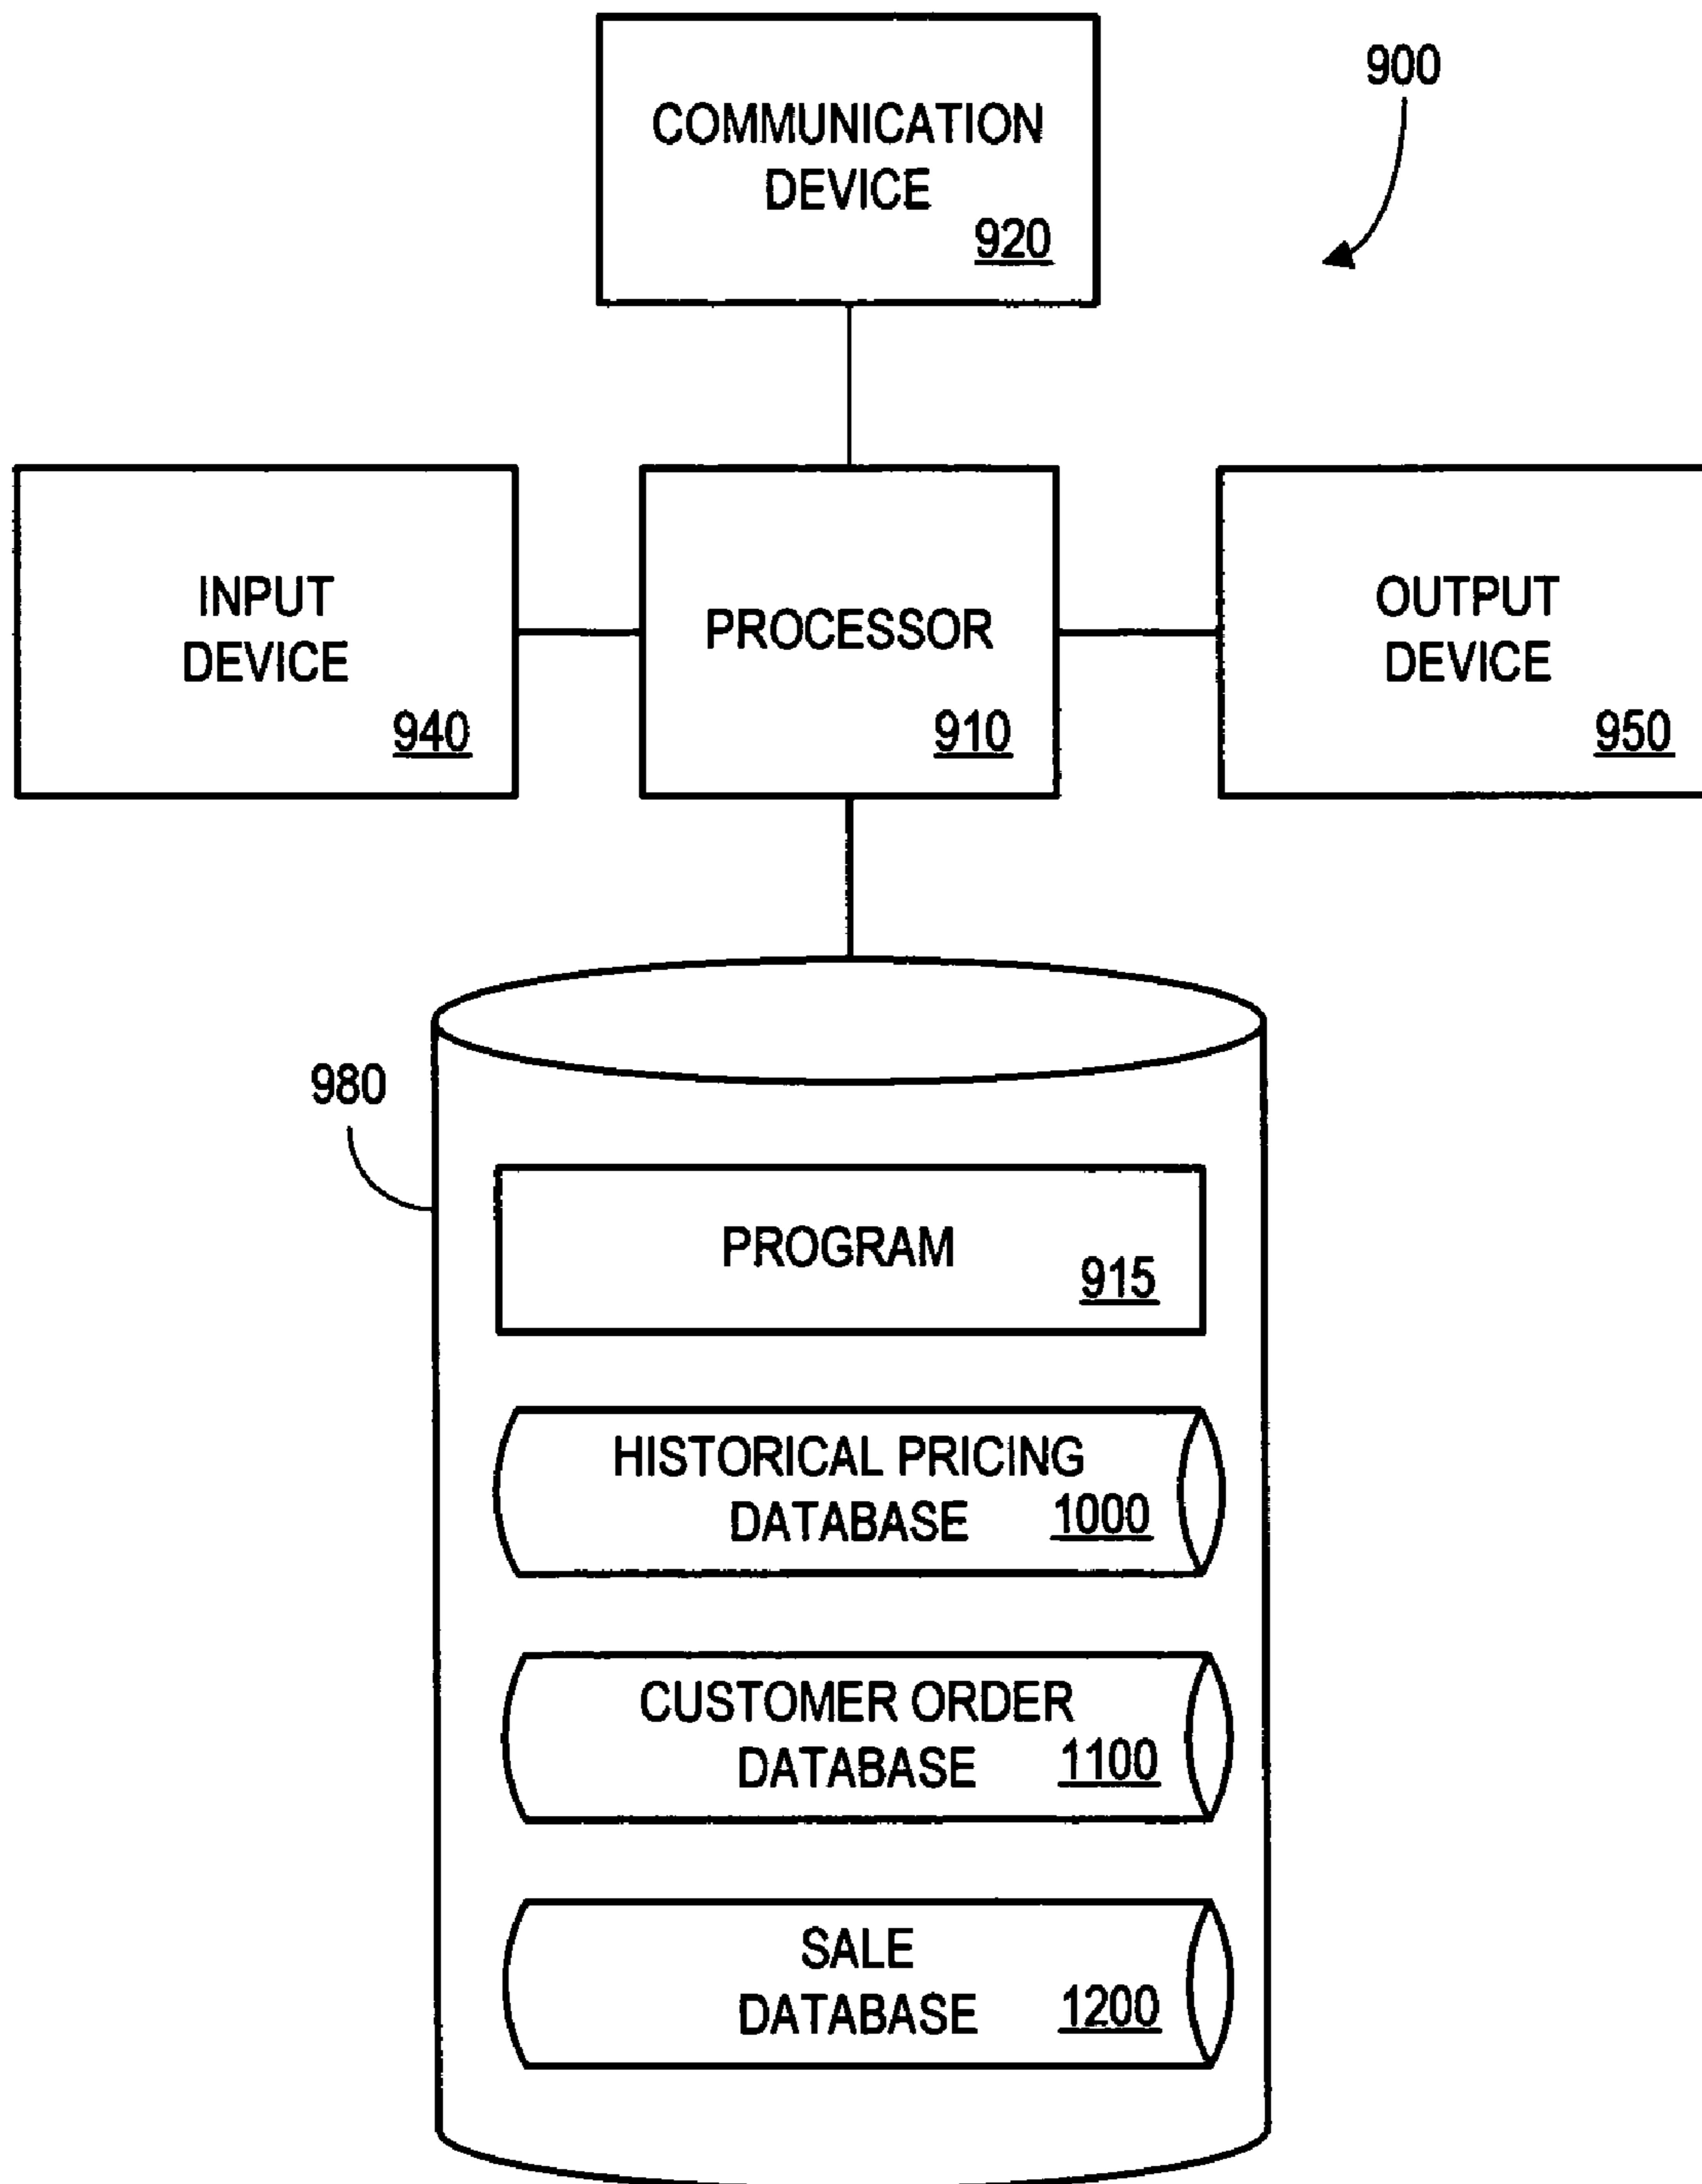 900
COMMUNICATION
DEVICE
920
INPUT
DEVICE
940
PROCESSOR
910
OUTPUT
DEVICE
950
980
PROGRAM
915
HISTORICAL PRICING
DATABASE 1000
CUSTOMER ORDER
DATABASE 1100
SALE
DATABASE 1200